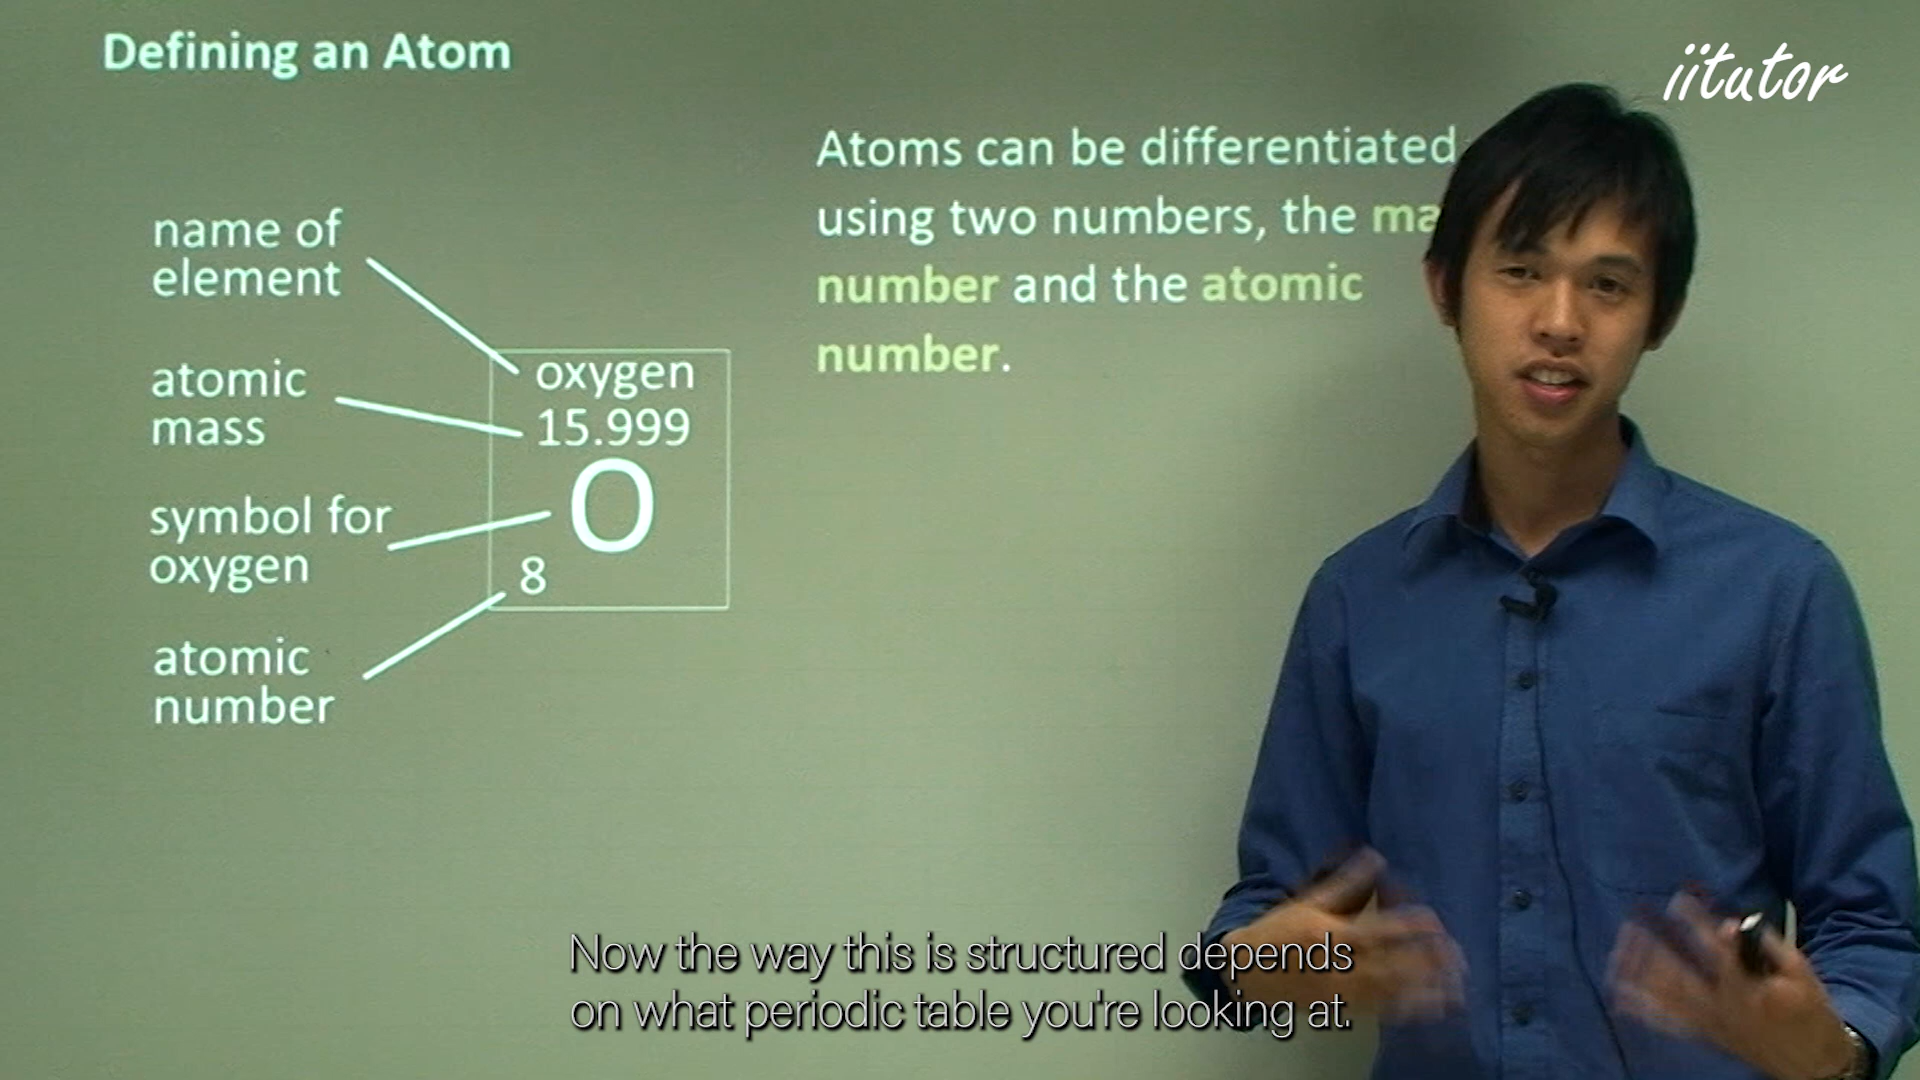 Defining an Atom
iitutor
name of
element
atomic
mass
symbol for
oxygen
atomic
number
oxygen
15.999
O
8
Atoms can be differentiated
using two numbers, the
number and the atomic
number.
Now the way this is structured depends
on what periodic table you're looking at.